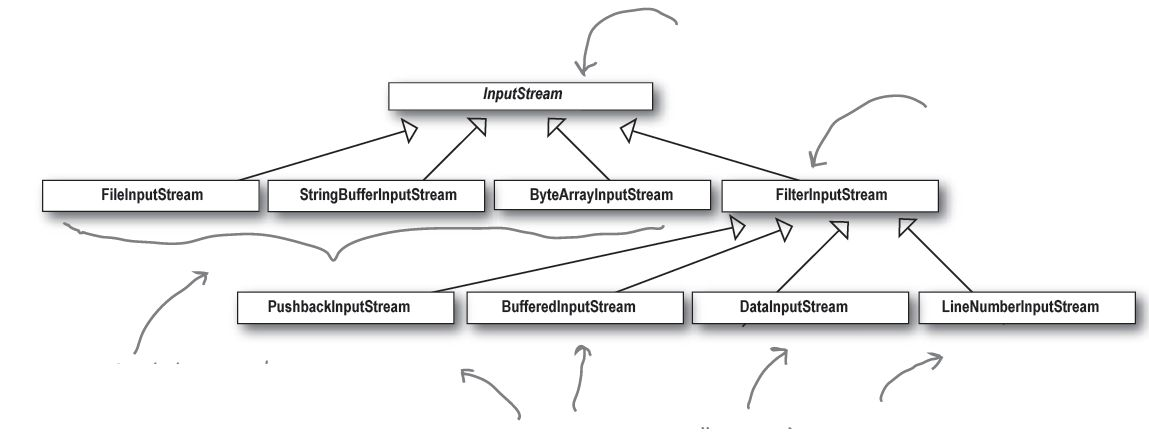 InputStream
FileInputStream
StringBufferInputStream
ByteArrayInputStream
FilterInputStream
PushbackInputStream
BufferedInputStream
DataInputStream
LineNumberInputStream